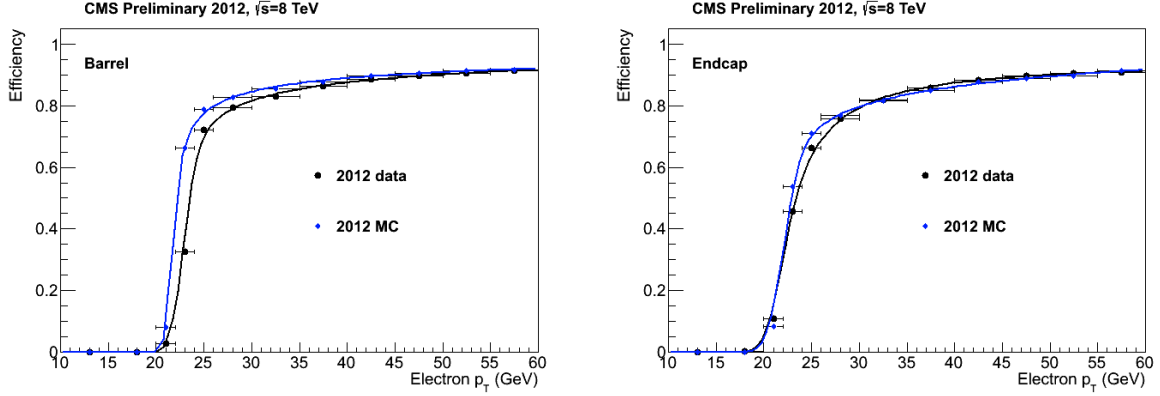 CMS Preliminary 2012, √s=8 TeV
Efficiency
1
0.8
0.6
0.4
0.2
0
Barrel
2012 data
2012 MC
10 15 20 25 30 35 40 45 50 55 60
Electron p_T (GeV)
CMS Preliminary 2012, √s=8 TeV
Efficiency
1
0.8
0.6
0.4
0.2
0
Endcap
2012 data
2012 MC
10 15 20 25 30 35 40 45 50 55 60
Electron p_T (GeV)